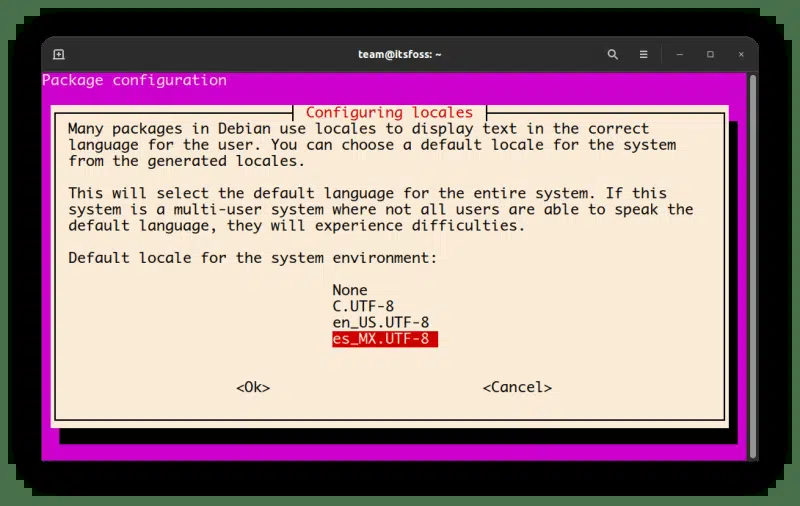 team@itsfoss: ~
Package configuration
Configuring locales
Many packages in Debian use locales to display text in the correct
language for the user. You can choose a default locale for the system
from the generated locales.
This will select the default language for the entire system. If this
system is a multi-user system where not all users are able to speak the
default language, they will experience difficulties.
Default locale for the system environment:
None
C.UTF-8
en_US.UTF-8
es_MX.UTF-8
<Ok> <Cancel>